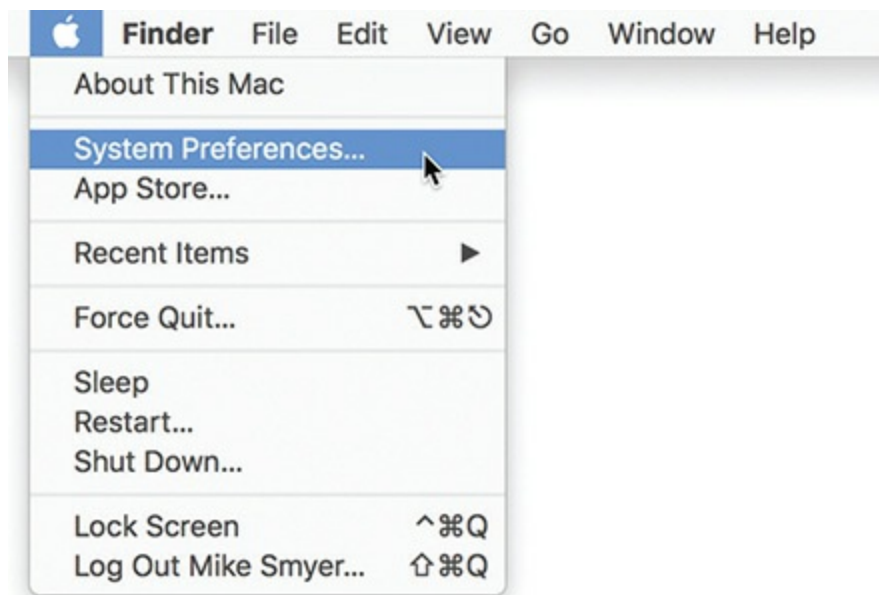 Finder File Edit View Go Window Help
About This Mac
System Preferences...
App Store...
Recent Items ▶
Force Quit... ⌥⌘⎋
Sleep
Restart...
Shut Down...
Lock Screen ^⌘Q
Log Out Mike Smyer... ⇧⌘Q